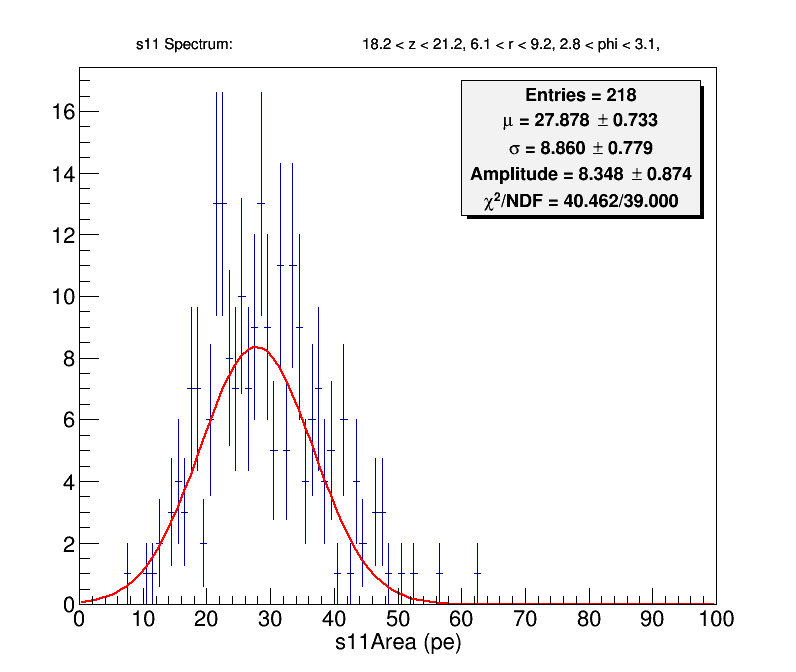 s11 Spectrum: 18.2 < z < 21.2, 6.1 < r < 9.2, 2.8 < phi < 3.1,
Entries = 218
μ = 27.878 ± 0.733
σ = 8.860 ± 0.779
Amplitude = 8.348 ± 0.874
χ²/NDF = 40.462/39.000
16
14
12
10
8
6
4
2
0
0 10 20 30 40 50 60 70 80 90 100
s11Area (pe)